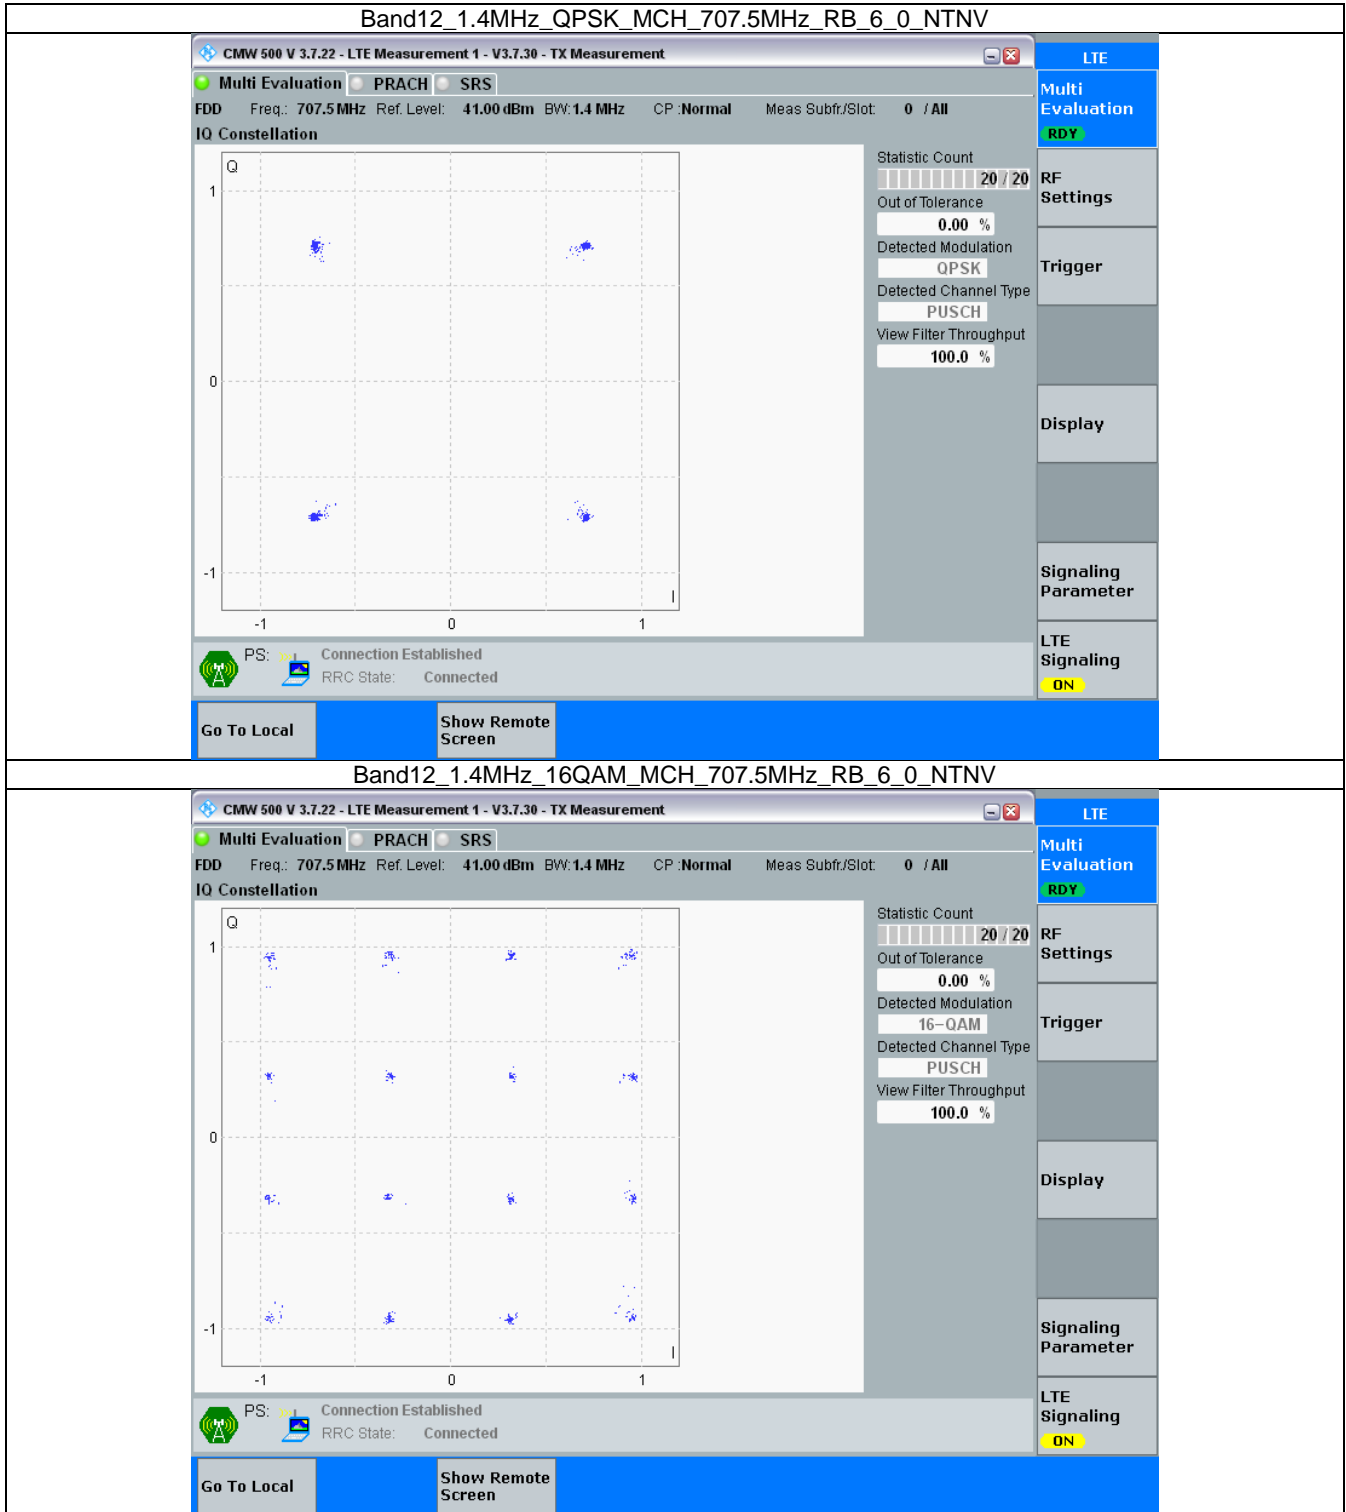 Band12_1.4MHz_QPSK_MCH_707.5MHz_RB_6_0_NTNV
CMW 500 V 3.7.22 - LTE Measurement 1 - V3.7.30 - TX Measurement
LTE
Multi Evaluation PRACH SRS
Multi
Evaluation
RDY
FDD Freq.: 707.5 MHz Ref. Level: 41.00 dBm BW: 1.4 MHz CP :Normal Meas Subfr./Slot: 0 / All
IQ Constellation
Q
1
0
-1
I
-1 0 1
Statistic Count
20 / 20
Out of Tolerance
0.00 %
Detected Modulation
QPSK
Detected Channel Type
PUSCH
View Filter Throughput
100.0 %
RF
Settings
Trigger
Display
Signaling
Parameter
LTE
Signaling
ON
PS: Connection Established
RRC State: Connected
Go To Local
Show Remote
Screen
Band12_1.4MHz_16QAM_MCH_707.5MHz_RB_6_0_NTNV
CMW 500 V 3.7.22 - LTE Measurement 1 - V3.7.30 - TX Measurement
LTE
Multi Evaluation PRACH SRS
Multi
Evaluation
RDY
FDD Freq.: 707.5 MHz Ref. Level: 41.00 dBm BW: 1.4 MHz CP :Normal Meas Subfr./Slot: 0 / All
IQ Constellation
Q
1
0
-1
I
-1 0 1
Statistic Count
20 / 20
Out of Tolerance
0.00 %
Detected Modulation
16-QAM
Detected Channel Type
PUSCH
View Filter Throughput
100.0 %
RF
Settings
Trigger
Display
Signaling
Parameter
LTE
Signaling
ON
PS: Connection Established
RRC State: Connected
Go To Local
Show Remote
Screen